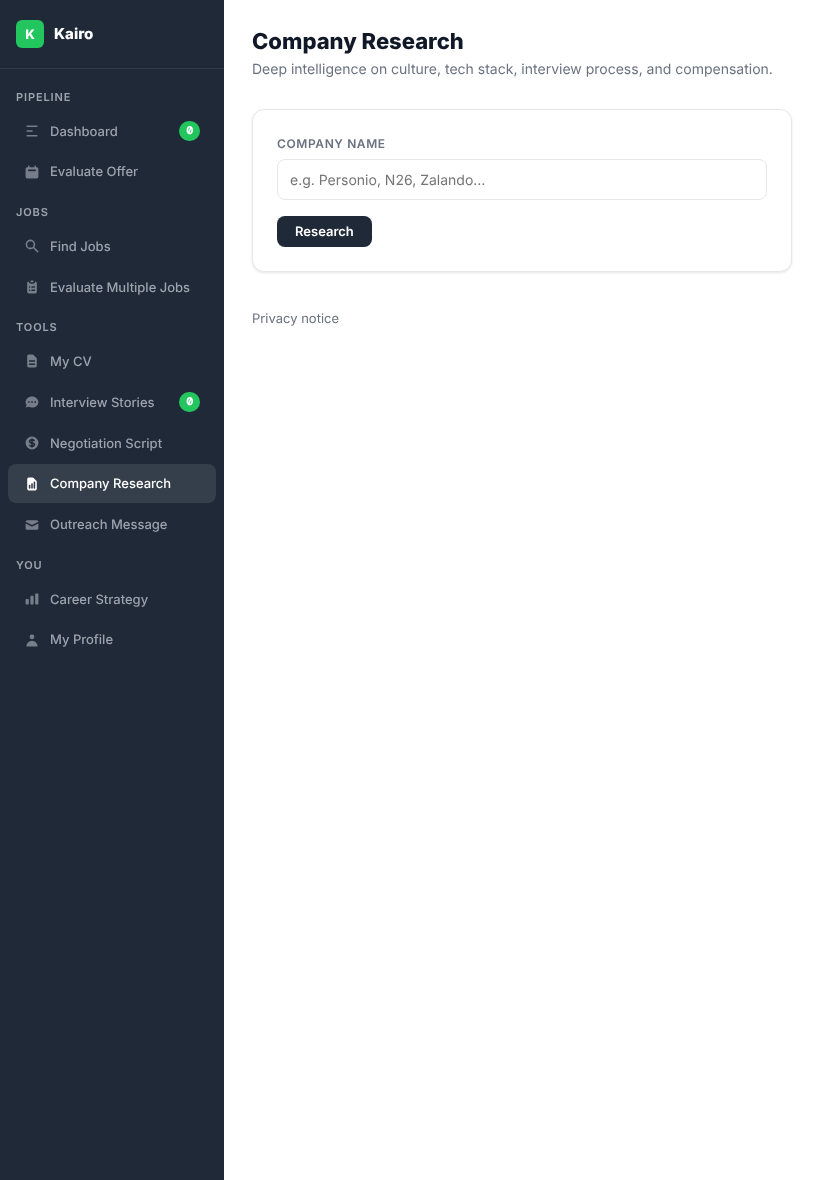 K Kairo
PIPELINE
Dashboard 0
Evaluate Offer
JOBS
Find Jobs
Evaluate Multiple Jobs
TOOLS
My CV
Interview Stories 0
Negotiation Script
Company Research
Outreach Message
YOU
Career Strategy
My Profile
Company Research
Deep intelligence on culture, tech stack, interview process, and compensation.
COMPANY NAME
e.g. Personio, N26, Zalando...
Research
Privacy notice